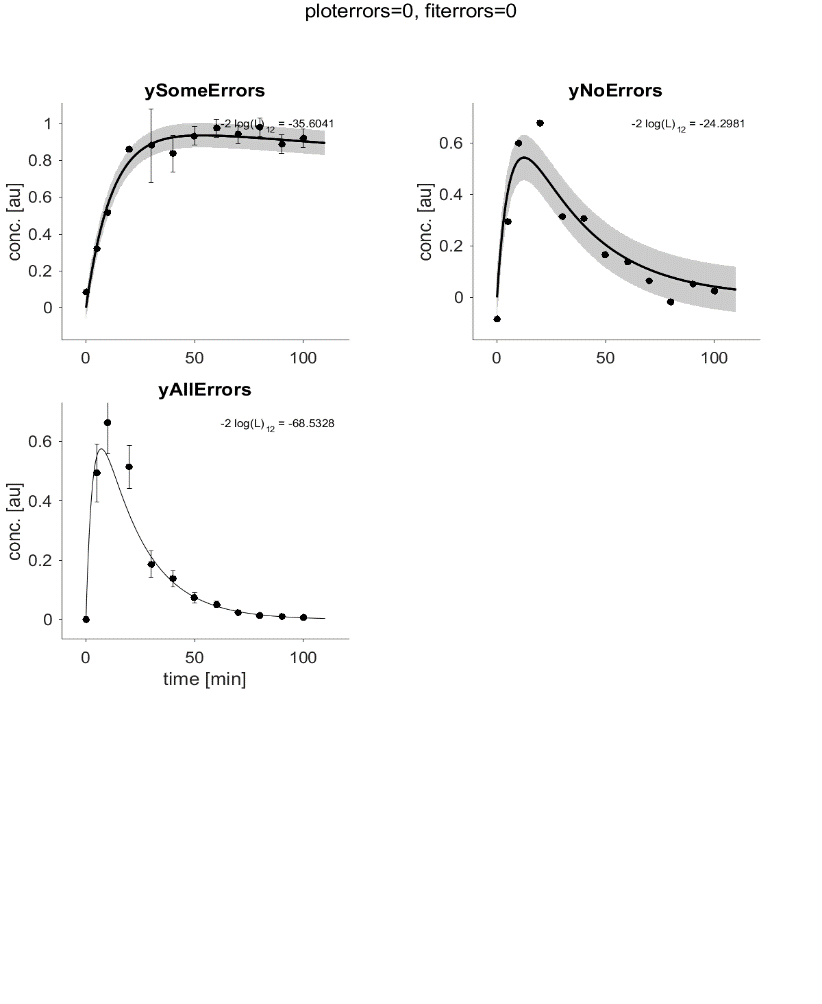 ploterrors=0, fiterrors=0
ySomeErrors
-2 log(L)12 = -35.6041
conc. [au]
1
0.8
0.6
0.4
0.2
0
0 50 100
yNoErrors
-2 log(L)12 = -24.2981
conc. [au]
0.6
0.4
0.2
0
0 50 100
yAllErrors
-2 log(L)12 = -68.5328
conc. [au]
0.6
0.4
0.2
0
0 50 100
time [min]